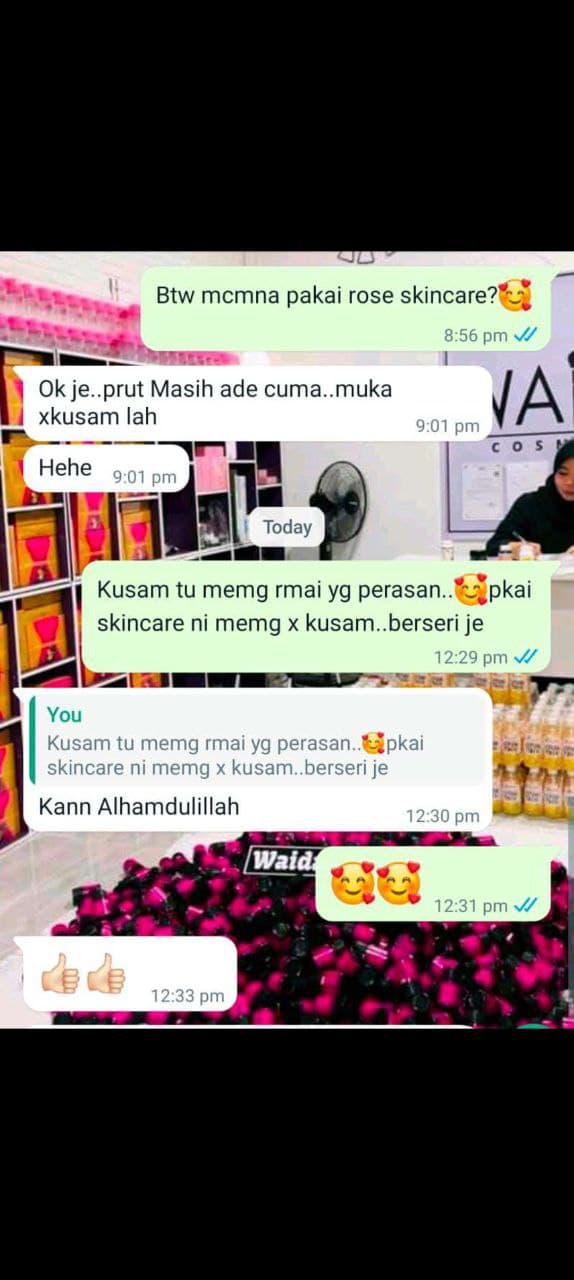 Btw mcmna pakai rose skincare?🥰
8:56 pm
Ok je..prut Masih ade cuma..muka
xkusam lah
9:01 pm
Hehe
9:01 pm
Today
Kusam tu memg rmai yg perasan..🥰pkai
skincare ni memg x kusam..berseri je
12:29 pm
You
Kusam tu memg rmai yg perasan..🥰pkai
skincare ni memg x kusam..berseri je
Kann Alhamdulillah
12:30 pm
🥰🥰
12:31 pm
👍🏻👍🏻
12:33 pm